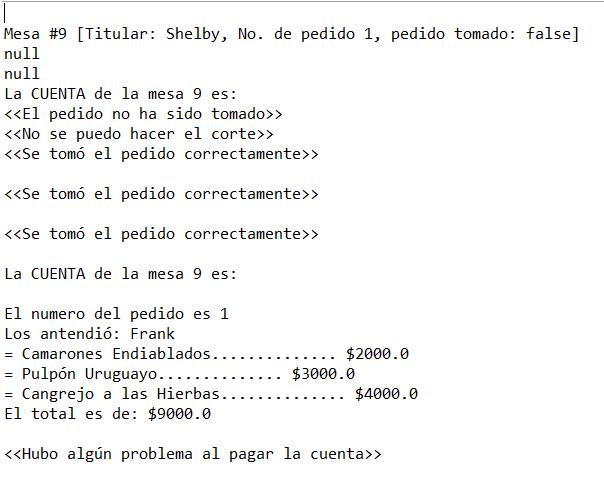 Mesa #9 [Titular: Shelby, No. de pedido 1, pedido tomado: false]
null
null
La CUENTA de la mesa 9 es:
<<El pedido no ha sido tomado>>
<<No se puedo hacer el corte>>
<<Se tomó el pedido correctamente>>
<<Se tomó el pedido correctamente>>
<<Se tomó el pedido correctamente>>
La CUENTA de la mesa 9 es:
El numero del pedido es 1
Los antendió: Frank
= Camarones Endiablados.............. $2000.0
= Pulpón Uruguayo.............. $3000.0
= Cangrejo a las Hierbas.............. $4000.0
El total es de: $9000.0
<<Hubo algún problema al pagar la cuenta>>